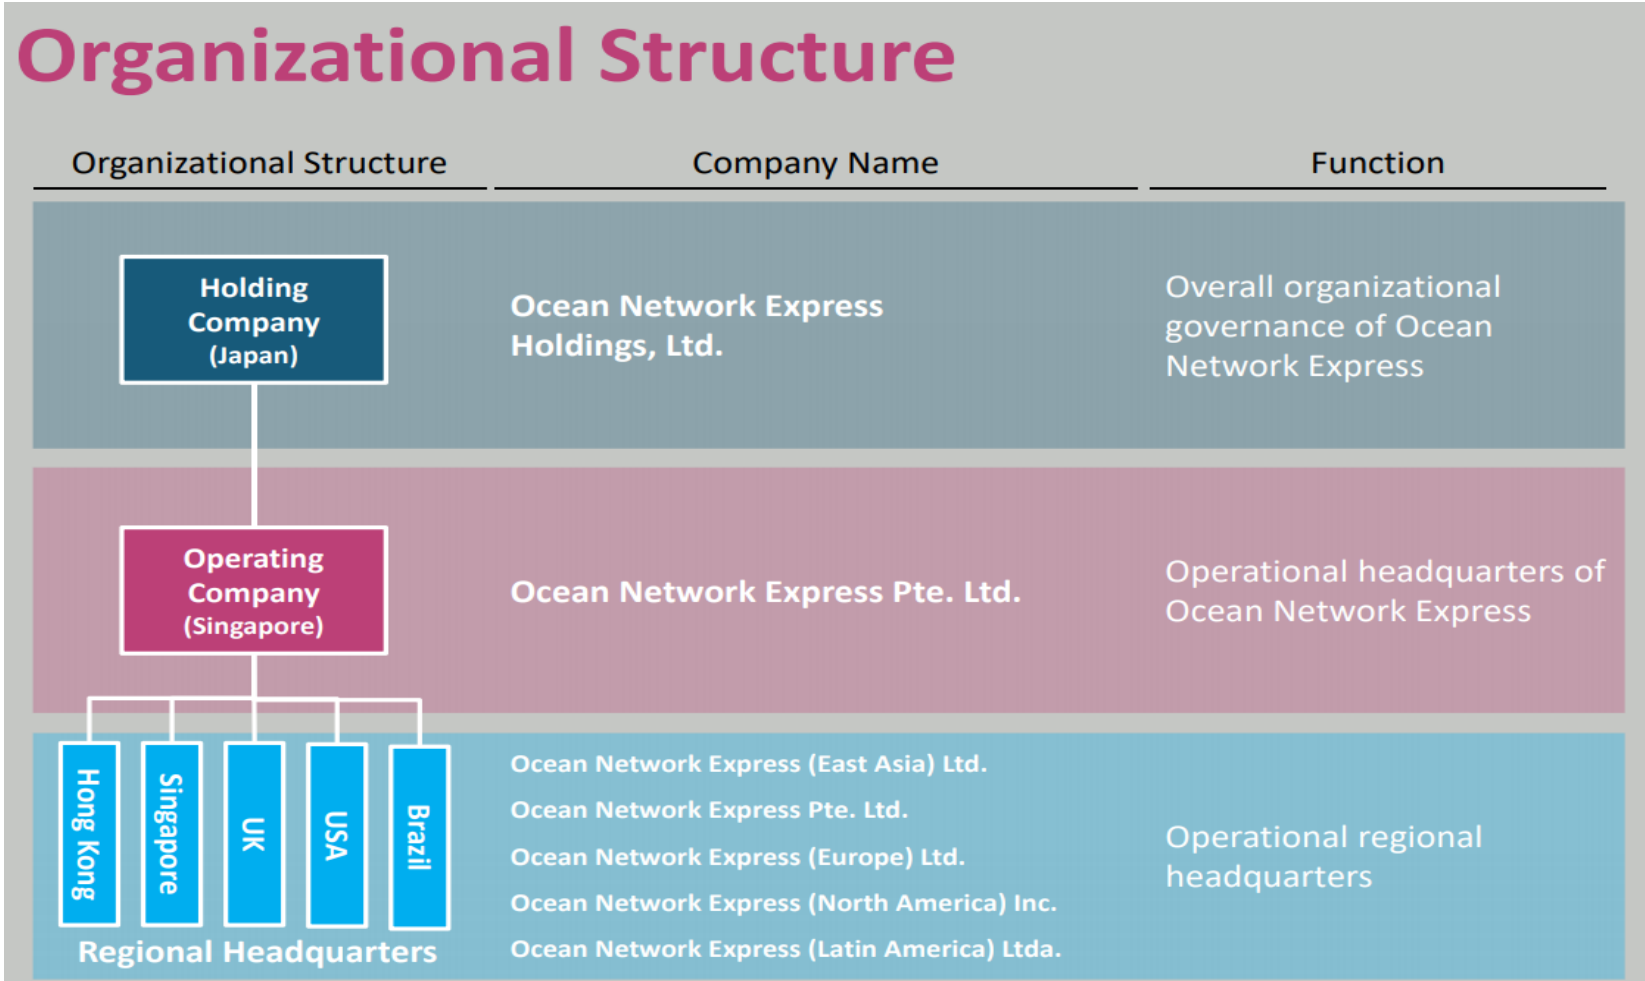 Organizational Structure
Organizational Structure
Company Name
Function
Holding
Company
(Japan)
Ocean Network Express
Holdings, Ltd.
Overall organizational
governance of Ocean
Network Express
Operating
Company
(Singapore)
Ocean Network Express Pte. Ltd.
Operational headquarters of
Ocean Network Express
Hong Kong
Singapore
UK
USA
Brazil
Regional Headquarters
Ocean Network Express (East Asia) Ltd.
Ocean Network Express Pte. Ltd.
Ocean Network Express (Europe) Ltd.
Ocean Network Express (North America) Inc.
Ocean Network Express (Latin America) Ltda.
Operational regional
headquarters